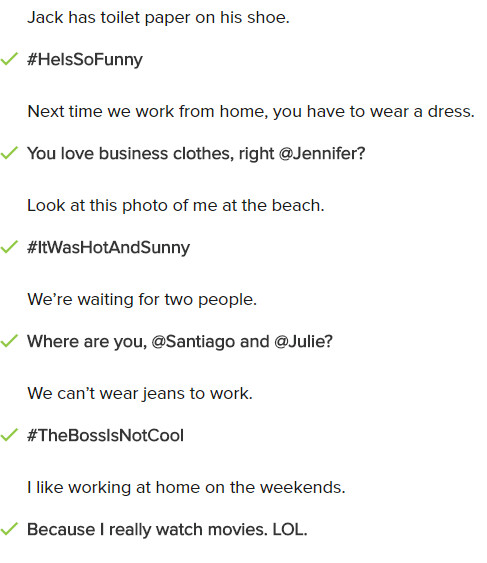 Jack has toilet paper on his shoe.
#HeIsSoFunny
Next time we work from home, you have to wear a dress.
You love business clothes, right @Jennifer?
Look at this photo of me at the beach.
#ItWasHotAndSunny
We’re waiting for two people.
Where are you, @Santiago and @Julie?
We can’t wear jeans to work.
#TheBossIsNotCool
I like working at home on the weekends.
Because I really watch movies. LOL.